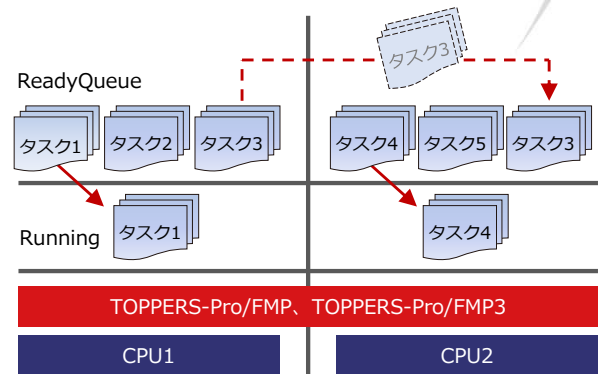 タスク3
ReadyQueue
タスク1 タスク2 タスク3 タスク4 タスク5 タスク3
Running タスク1 タスク4
TOPPERS-Pro/FMP、TOPPERS-Pro/FMP3
CPU1 CPU2